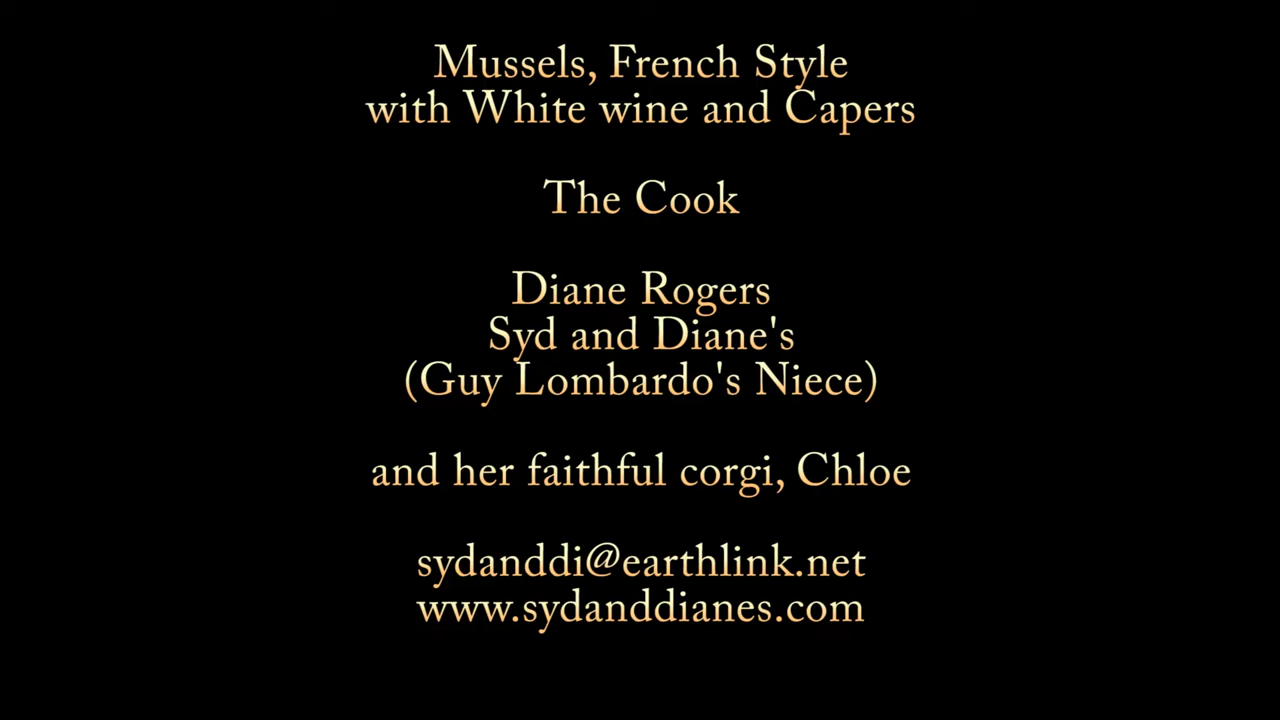 Mussels, French Style
with White wine and Capers
The Cook
Diane Rogers
Syd and Diane's
(Guy Lombardo's Niece)
and her faithful corgi, Chloe
sydanddi@earthlink.net
www.sydanddianes.com